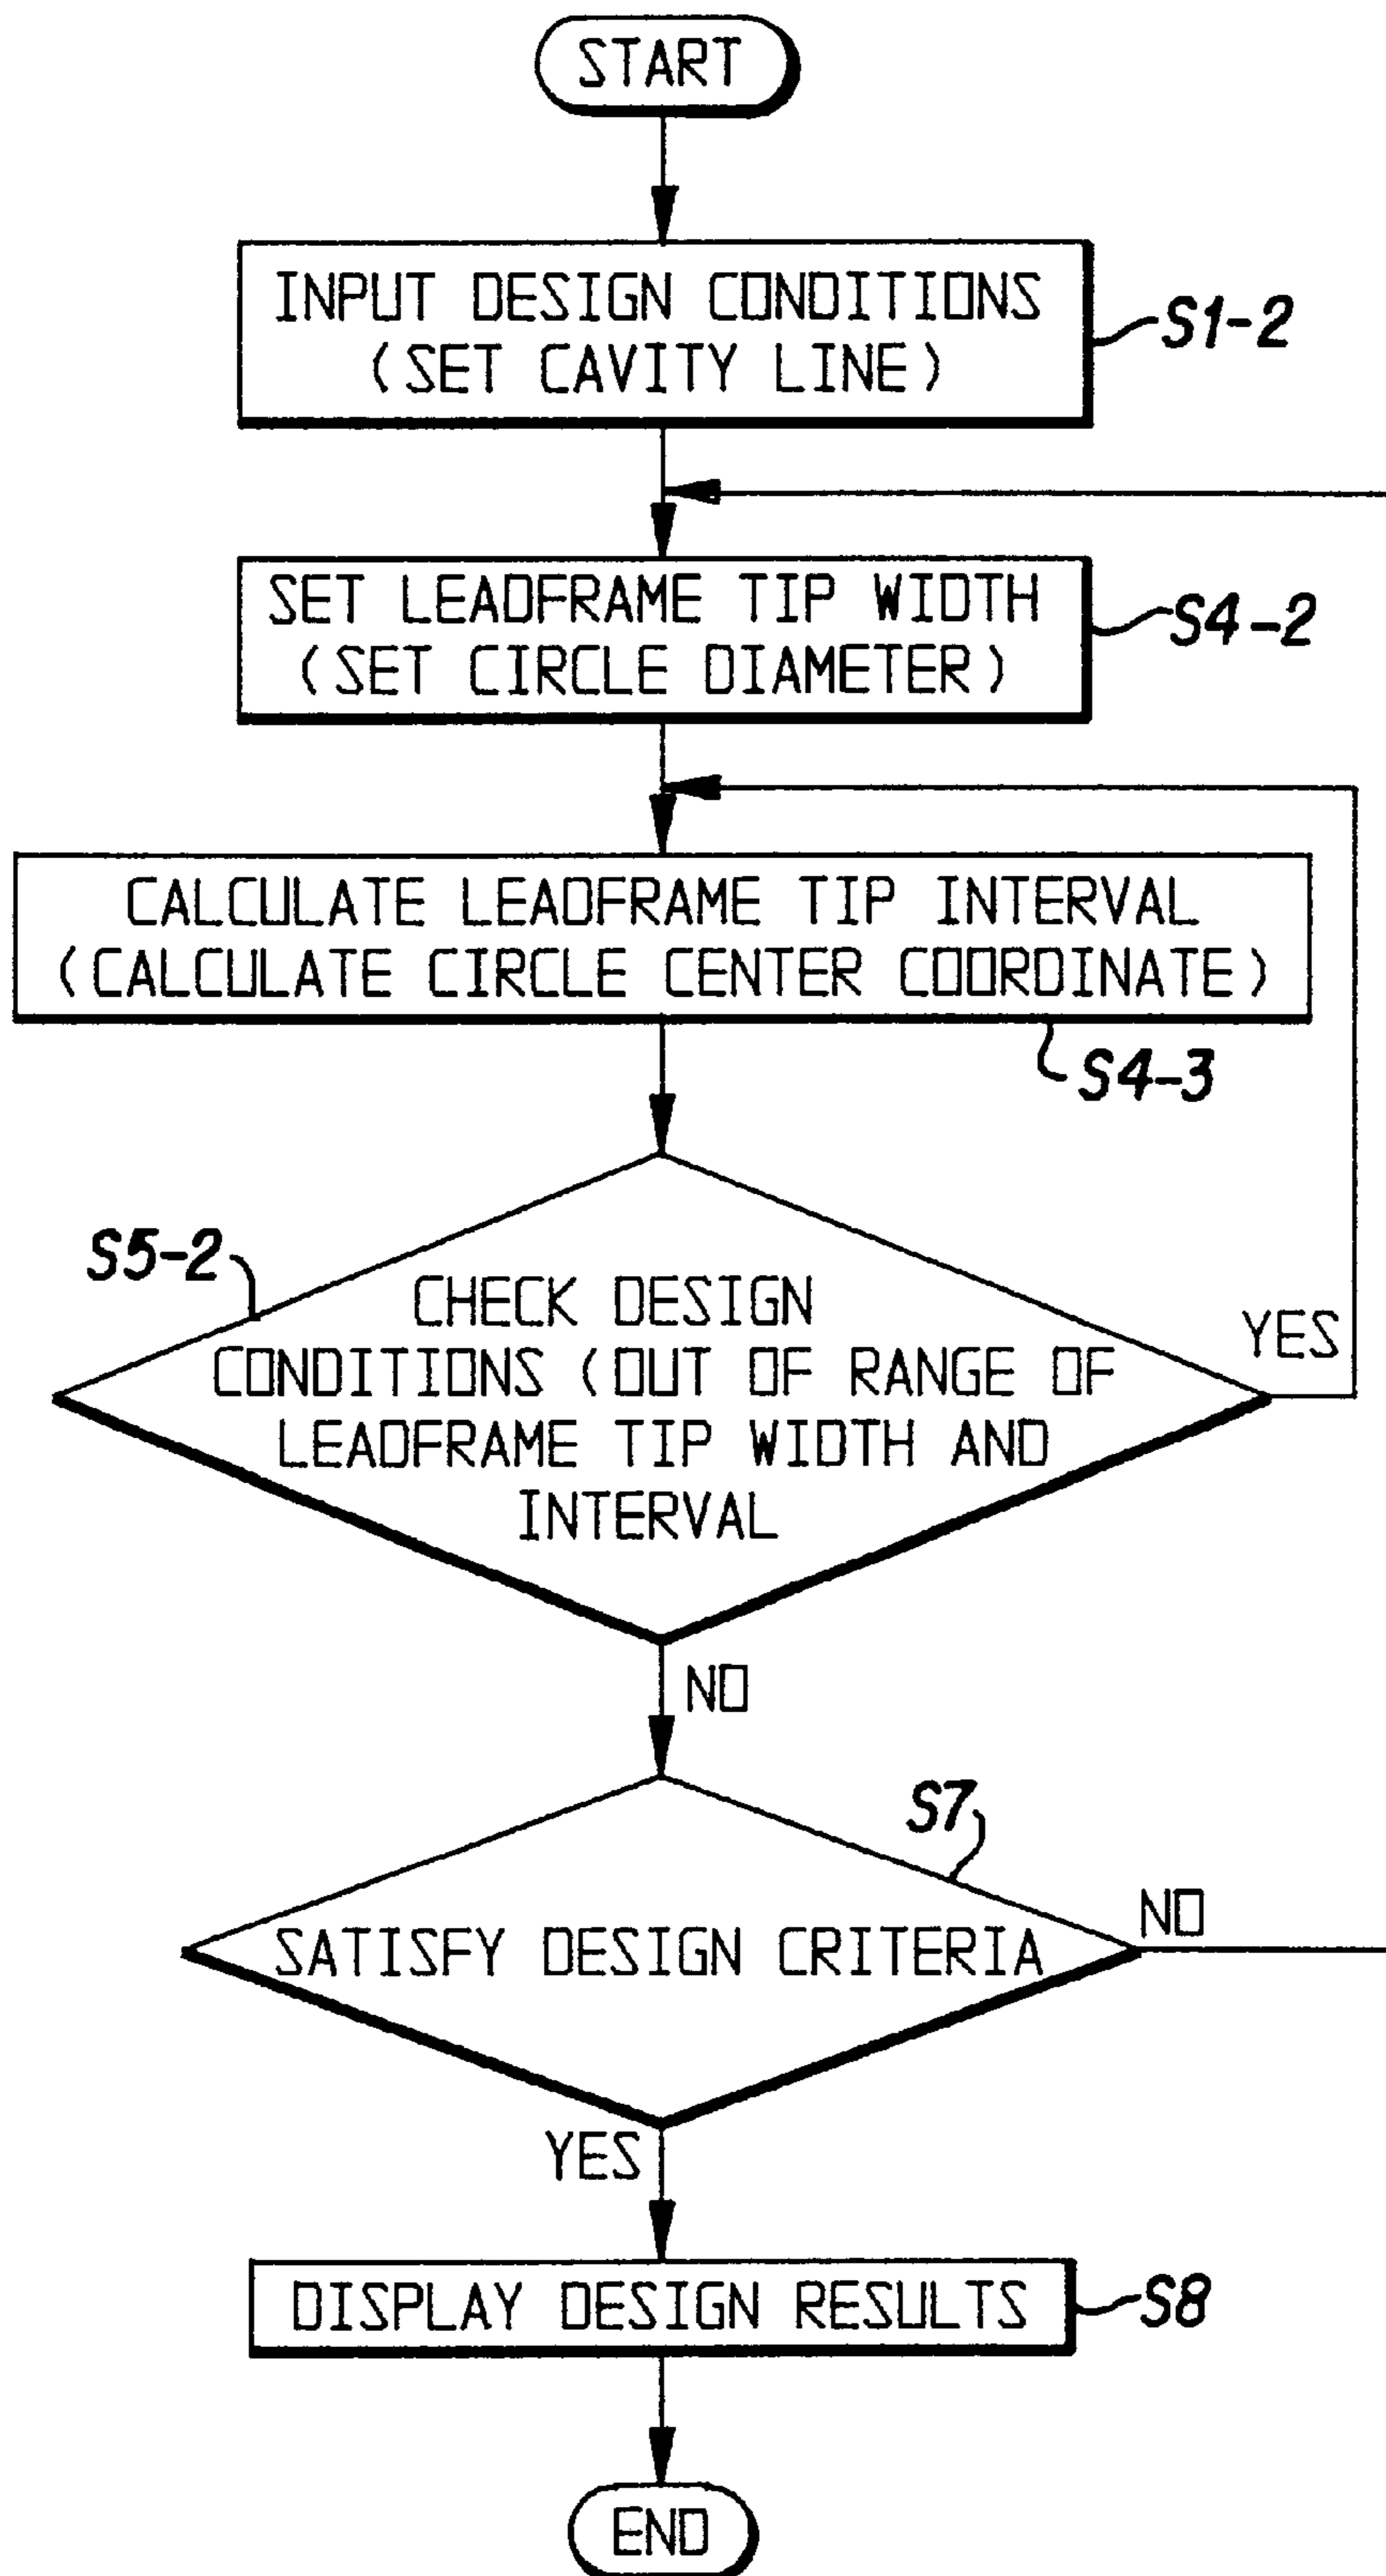 START
INPUT DESIGN CONDITIONS
(SET CAVITY LINE)
S1-2
SET LEADFRAME TIP WIDTH
(SET CIRCLE DIAMETER)
S4-2
CALCULATE LEADFRAME TIP INTERVAL
(CALCULATE CIRCLE CENTER COORDINATE)
S4-3
S5-2
CHECK DESIGN
CONDITIONS (OUT OF RANGE OF
LEADFRAME TIP WIDTH AND
INTERVAL
YES
NO
S7
SATISFY DESIGN CRITERIA
NO
YES
DISPLAY DESIGN RESULTS
S8
END